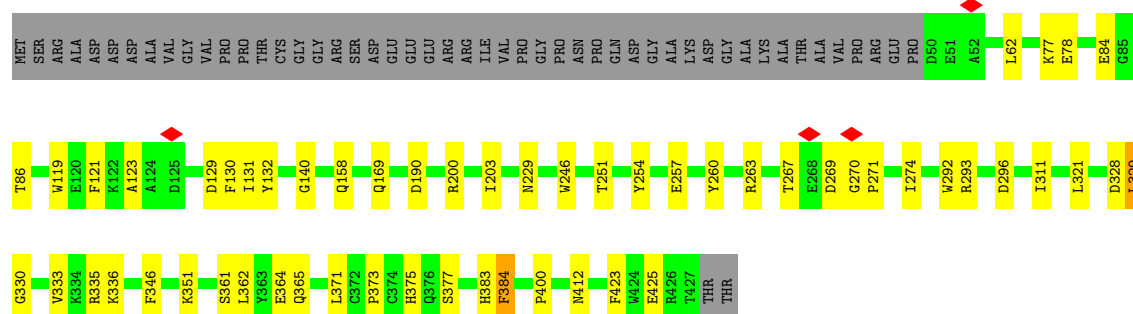 MET SER ARG ALA ASP ASP ASP ALA VAL GLY VAL PRO PRO THR CYS GLY GLY ARG SER ASP GLU GLU GLU ARG ARG ILE VAL PRO GLY PRO ASN PRO GLN ASP GLY ALA LYS ASP GLY ALA LYS ALA THR ALA VAL PRO ARG GLU PRO D50 E51 A52 L62 K77 E78 E84 G85
T86 W119 E120 F121 K122 A123 A124 D125 D129 F130 I131 Y132 G140 Q158 Q169 D190 R200 I203 N229 W246 T251 Y254 E257 Y260 R263 T267 E268 D269 G270 P271 I274 W292 R293 D296 I311 L321 D328 L329
G330 V333 K334 R335 K336 F346 K351 S361 L362 Y363 E364 Q365 L371 C372 P373 C374 H375 Q376 S377 H383 F384 P400 N412 F423 W424 E425 R426 T427 THR THR